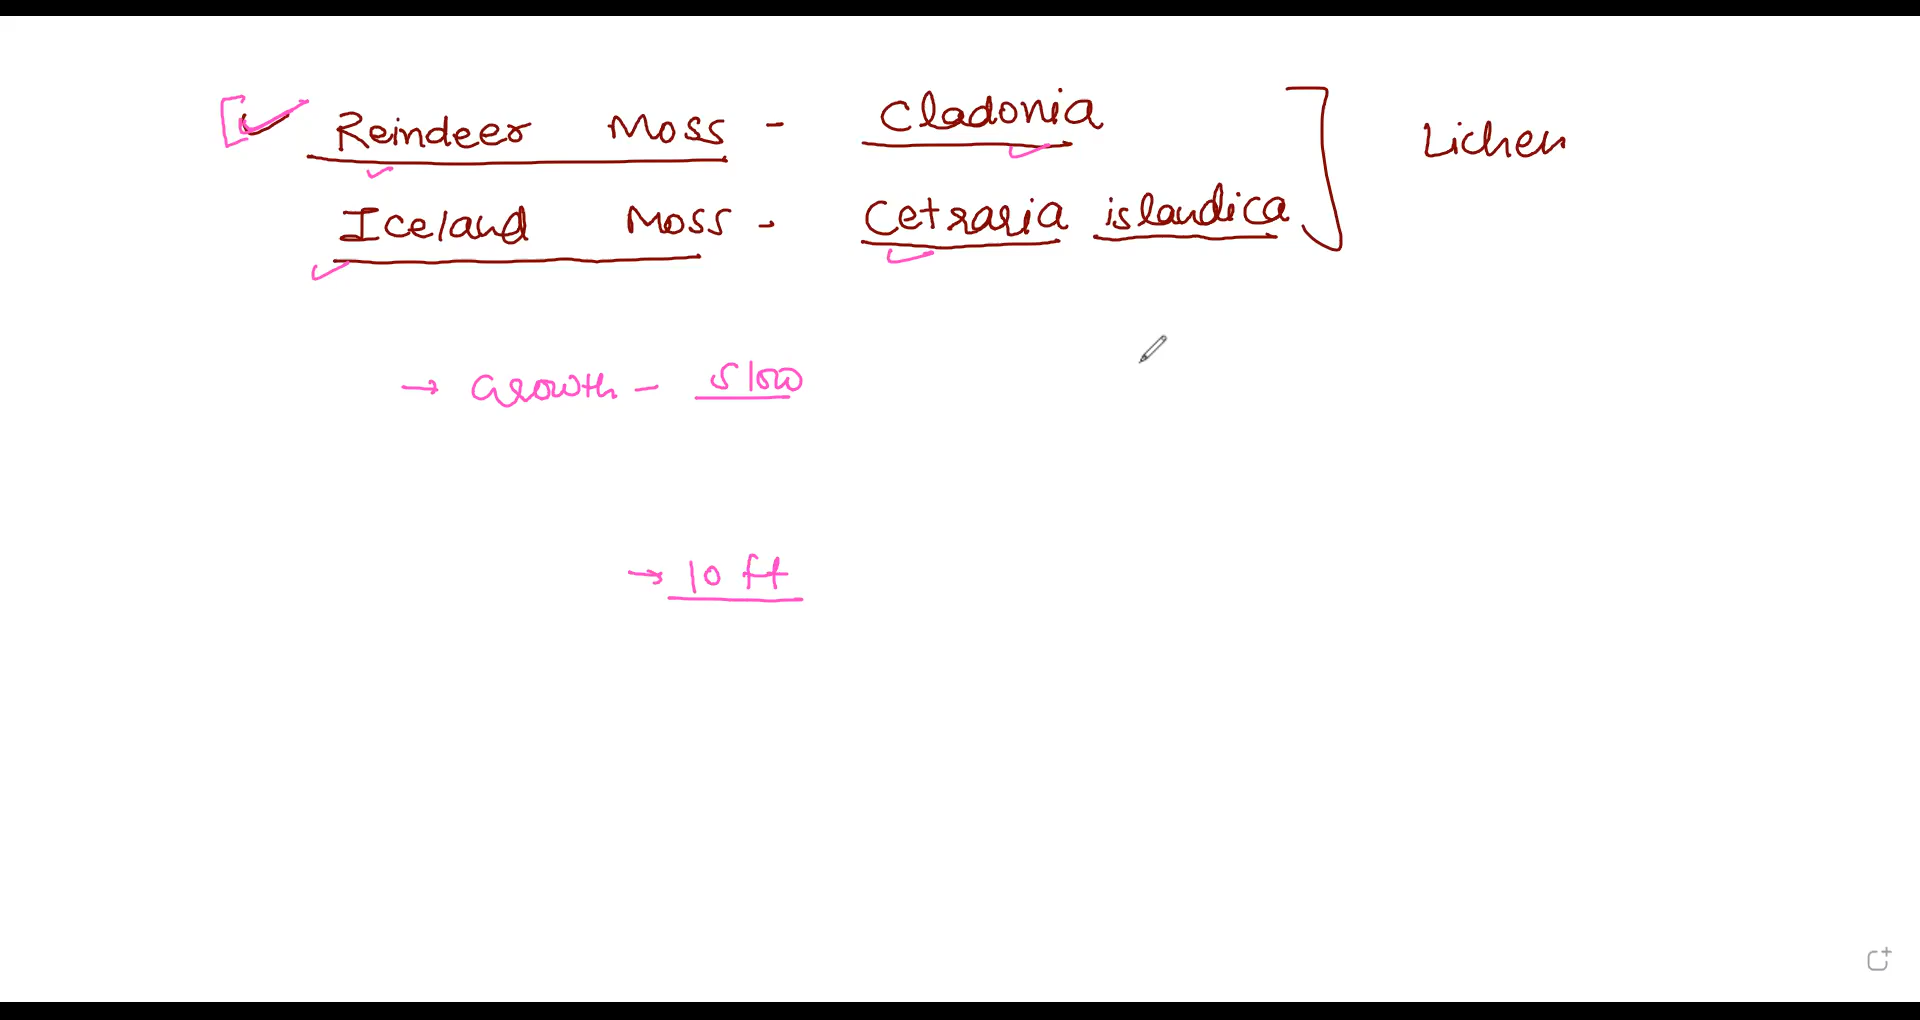 Reindeer Moss - Cladonia
Lichen
Iceland Moss - Cetraria islandica
→ Growth - Slow
→ 10 ft